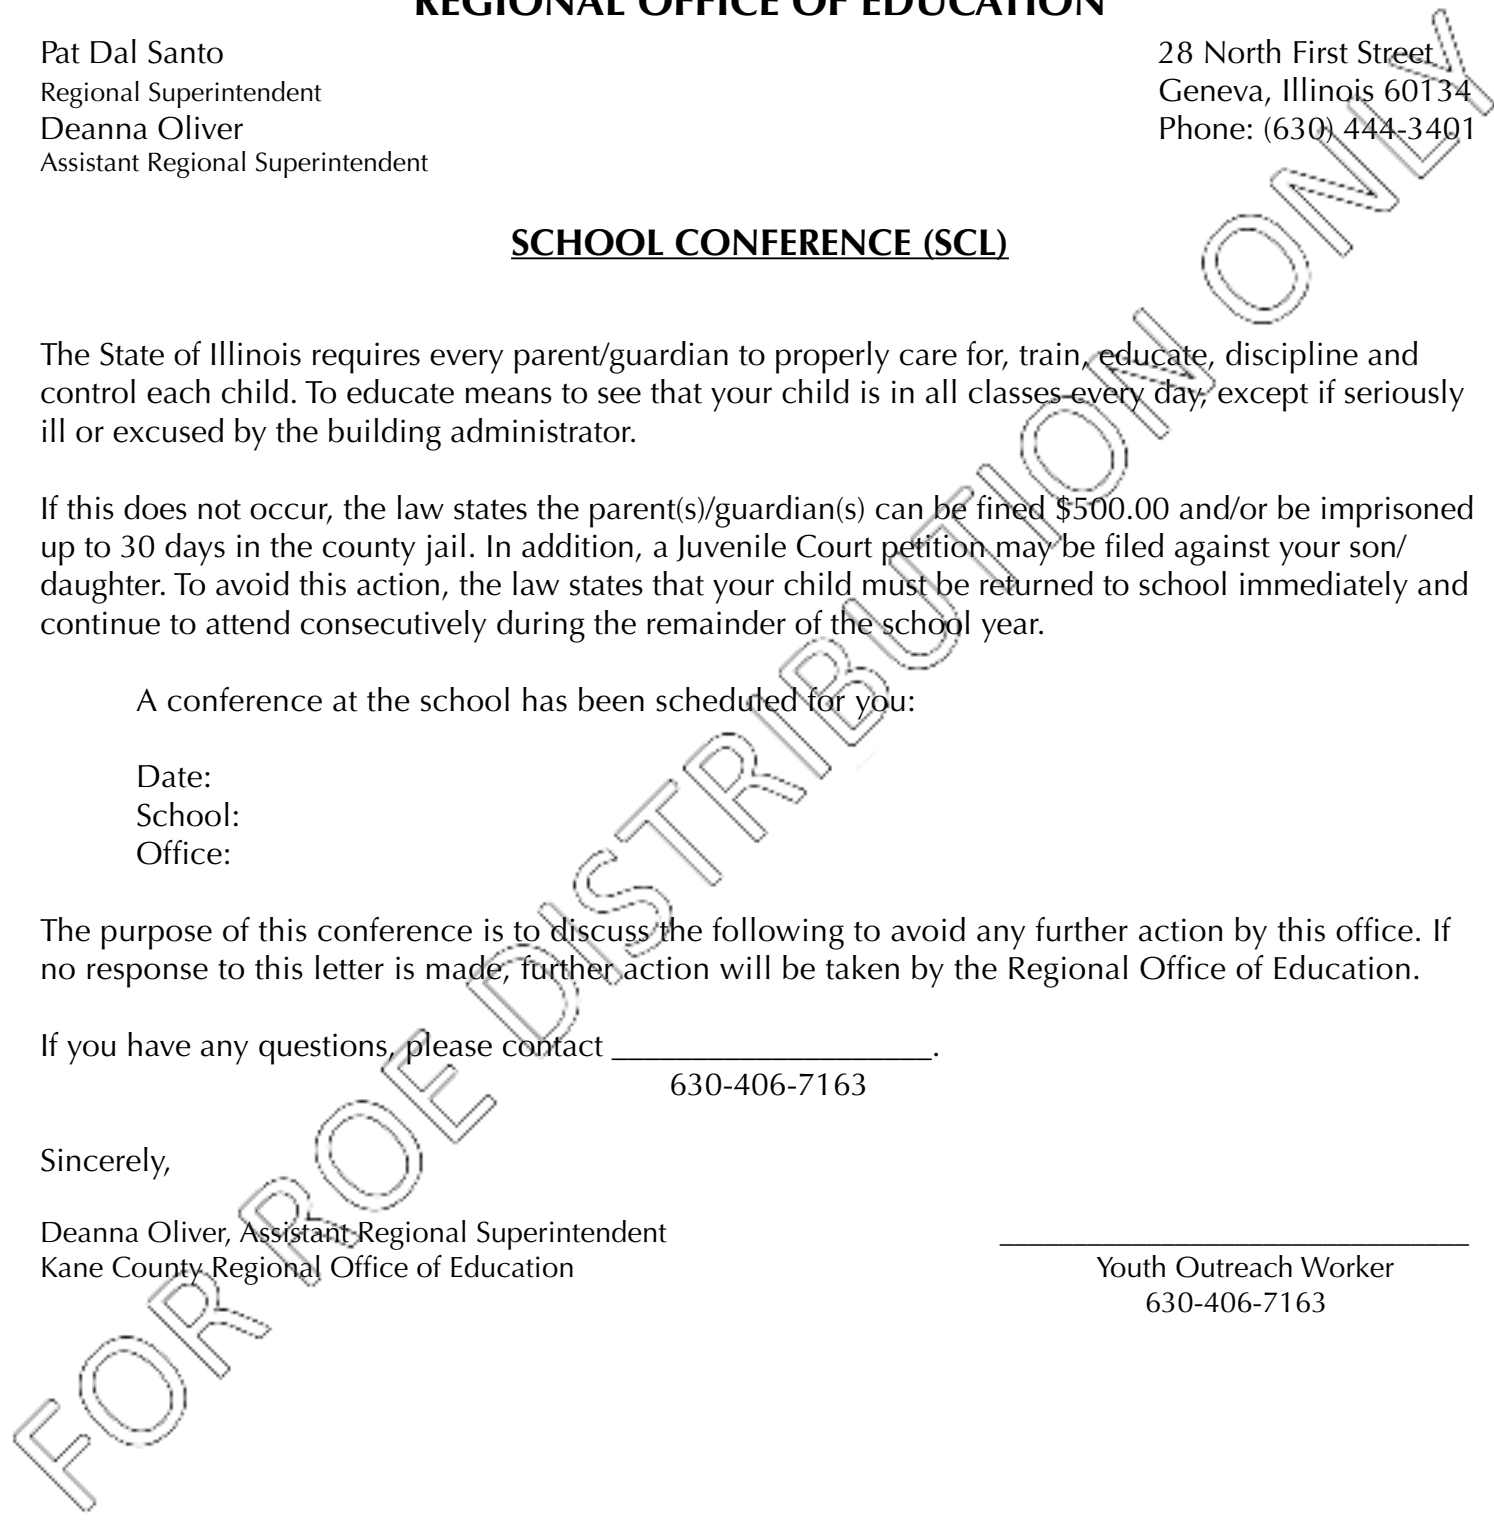 REGIONAL OFFICE OF EDUCATION
Pat Dal Santo
Regional Superintendent
Deanna Oliver
Assistant Regional Superintendent
28 North First Street
Geneva, Illinois 60134
Phone: (630) 444-3401
SCHOOL CONFERENCE (SCL)
The State of Illinois requires every parent/guardian to properly care for, train, educate, discipline and
control each child. To educate means to see that your child is in all classes every day, except if seriously
ill or excused by the building administrator.
If this does not occur, the law states the parent(s)/guardian(s) can be fined $500.00 and/or be imprisoned
up to 30 days in the county jail. In addition, a Juvenile Court petition may be filed against your son/
daughter. To avoid this action, the law states that your child must be returned to school immediately and
continue to attend consecutively during the remainder of the school year.
A conference at the school has been scheduled for you:
Date:
School:
Office:
The purpose of this conference is to discuss the following to avoid any further action by this office. If
no response to this letter is made, further action will be taken by the Regional Office of Education.
If you have any questions, please contact ____________________.
630-406-7163
Sincerely,
Deanna Oliver, Assistant Regional Superintendent
Kane County Regional Office of Education
________________________________
Youth Outreach Worker
630-406-7163
FOR ROE DISTRIBUTION ONLY